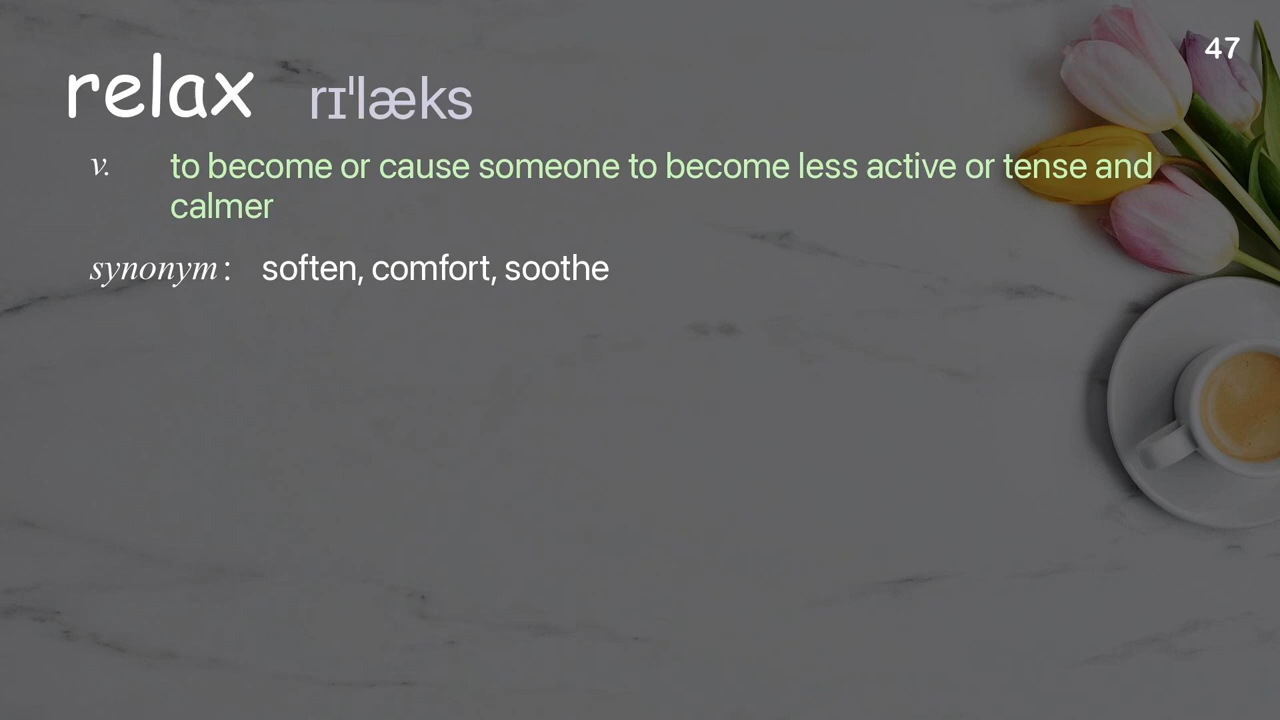 47
relax rɪˈlæks
v. to become or cause someone to become less active or tense and
calmer
synonym: soften, comfort, soothe